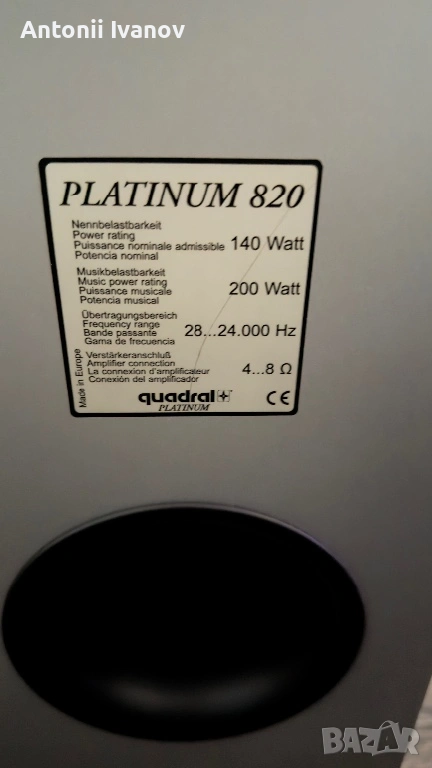 Antonii Ivanov
PLATINUM 820
Nennbelastbarkeit
Power rating
Puissance nominale admissible 140 Watt
Potencia nominal
Musikbelastbarkeit
Music power rating
Puissance musicale 200 Watt
Potencia musical
Übertragungsbereich
Frequency range
Bande passante 28...24.000 Hz
Gama de frecuencia
Verstärkeranschluß
Amplifier connection
La connexion d'amplificateur 4...8 Ω
Conexión del amplificador
Made in Europe
quadral
PLATINUM
CE
BAZAR